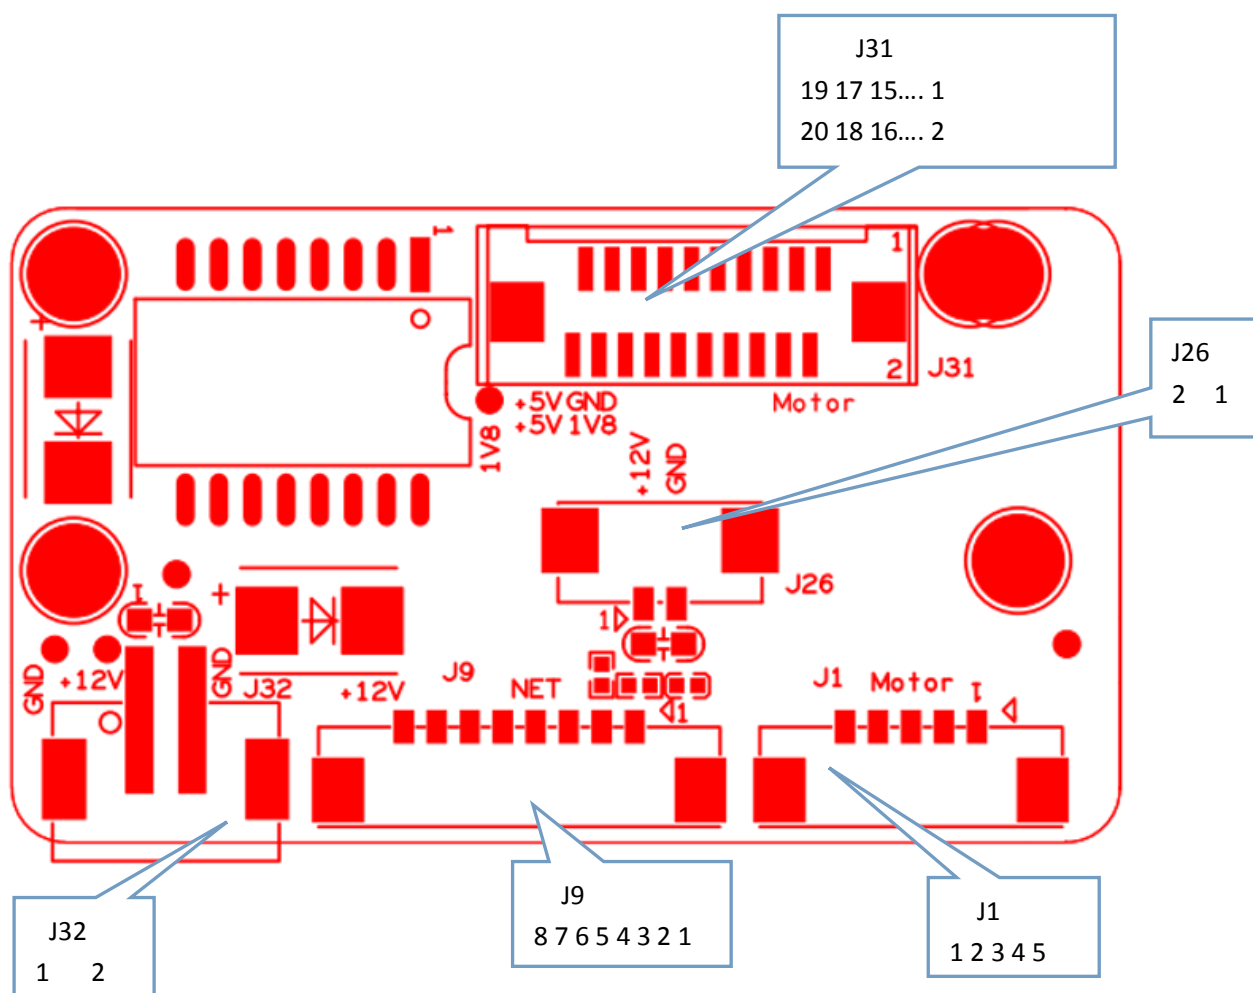 J31
19 17 15.... 1
20 18 16.... 2
1
1
+
2
J31
J26
2 1
+5V GND
+5V 1V8
Motor
1V8
+12V
GND
J26
1
+
1
GND
+12V
GND
J32
+12V
J9
NET
1
J1
Motor
1
J9
8 7 6 5 4 3 2 1
J1
1 2 3 4 5
J32
1 2